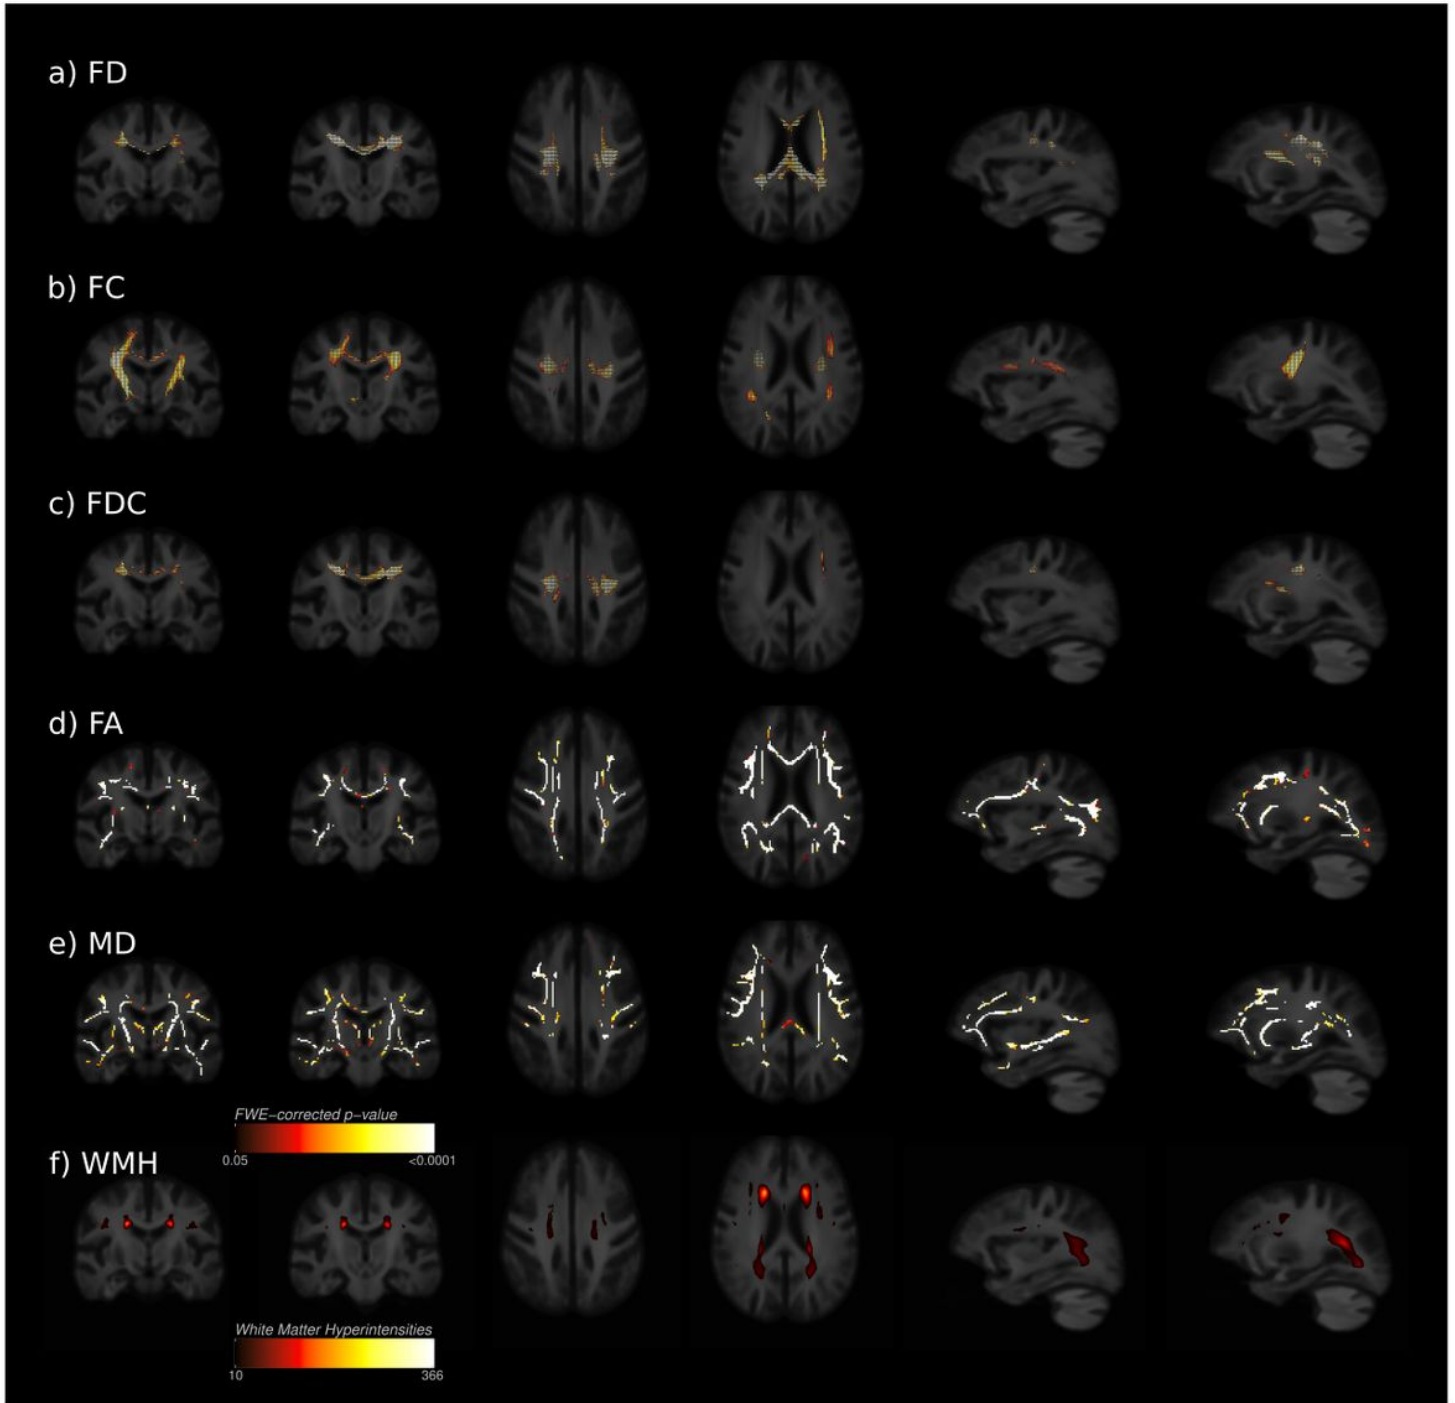 a) FD
b) FC
c) FDC
d) FA
e) MD
FWE-corrected p-value
0.05 <0.0001
f) WMH
White Matter Hyperintensities
10 366